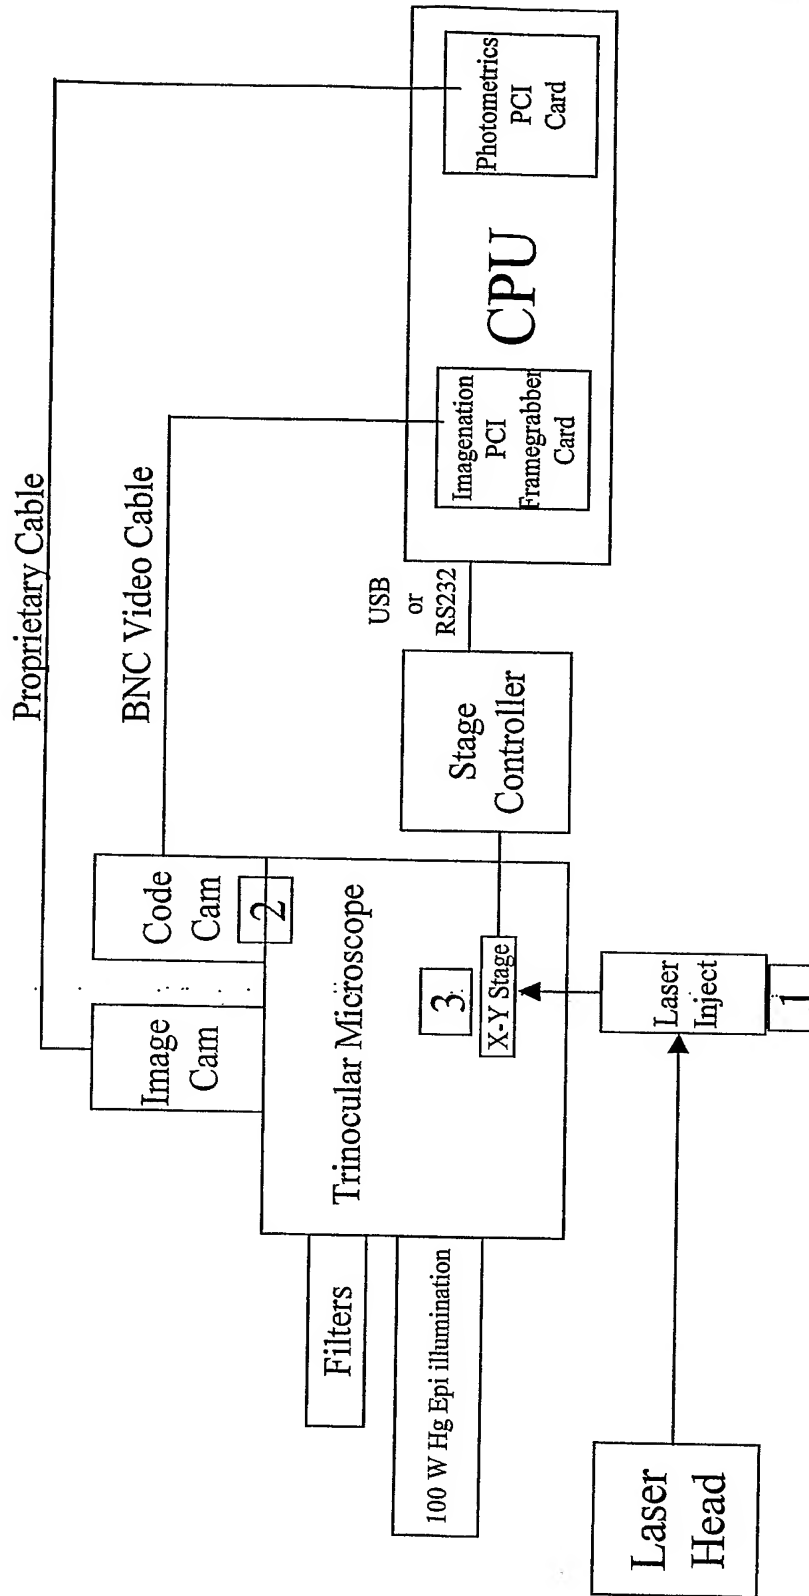 Proprietary Cable
BNC Video Cable
Image
Cam
Code
Cam
2
Filters
100 W Hg Epi illumination
Trinocular Microscope
3
X-Y Stage
Stage
Controller
USB
or
RS232
Imagenation
PCI
Framegrabber
Card
CPU
Photometrics
PCI
Card
Laser
Head
Laser
Inject
1